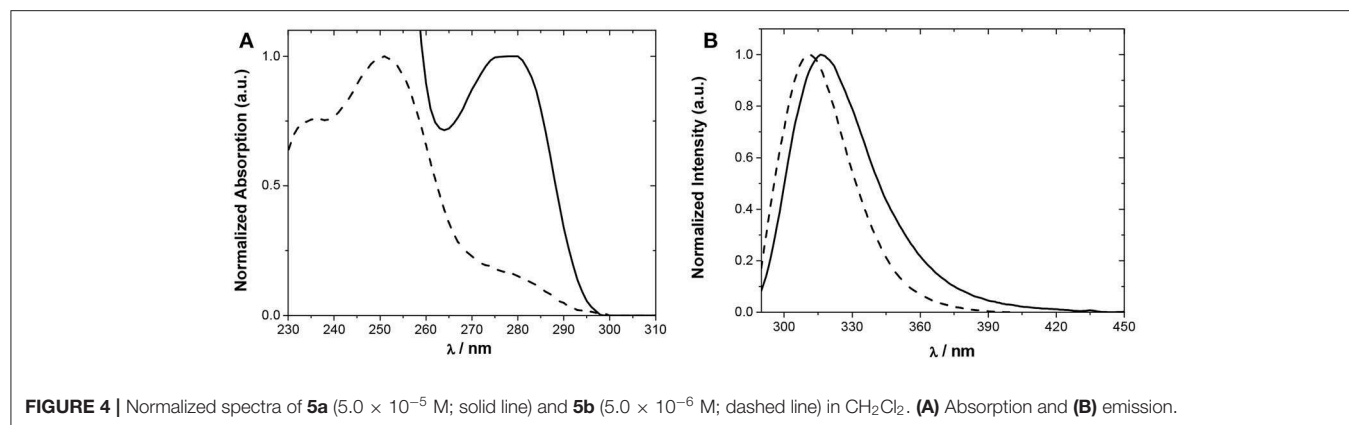 A
B
Normalized Absorption (a.u.)
1.0
0.5
0.0
230 240 250 260 270 280 290 300 310
λ / nm
Normalized Intensity (a.u.)
1.0
0.8
0.6
0.4
0.2
0.0
300 330 360 390 420 450
λ / nm
FIGURE 4 | Normalized spectra of 5a (5.0 × 10⁻⁵ M; solid line) and 5b (5.0 × 10⁻⁶ M; dashed line) in CH₂Cl₂. (A) Absorption and (B) emission.